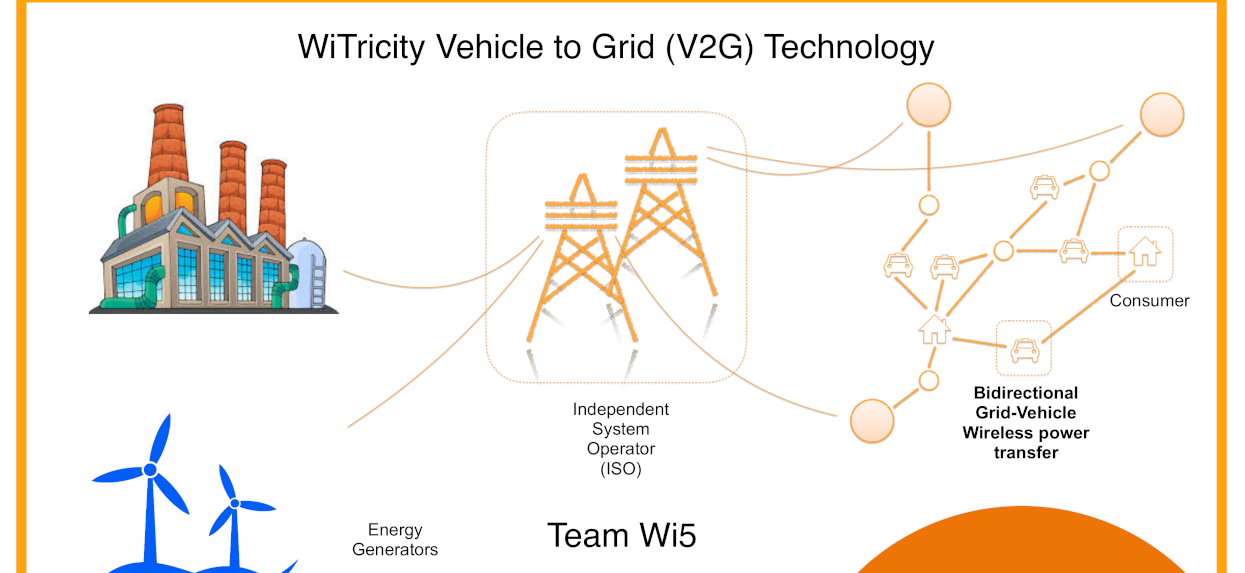 WiTricity Vehicle to Grid (V2G) Technology
Consumer
Bidirectional
Grid-Vehicle
Wireless power
transfer
Independent
System
Operator
(ISO)
Energy
Generators
Team Wi5